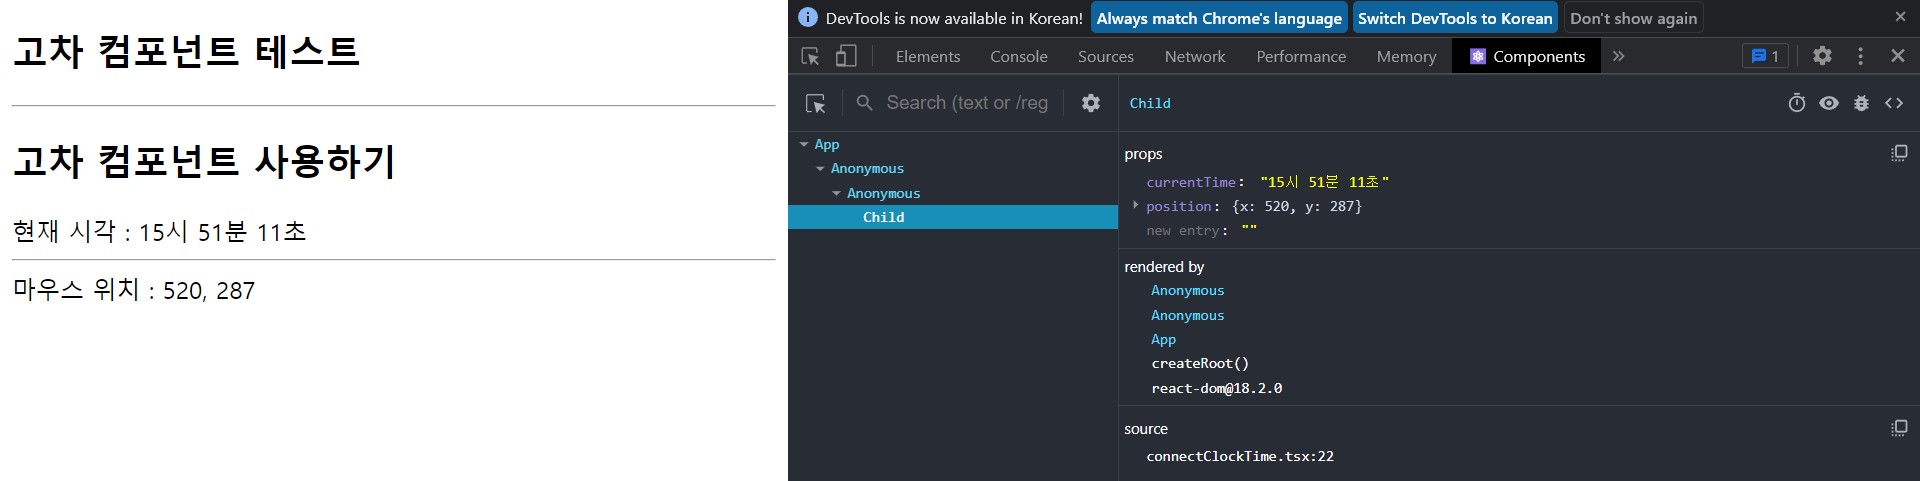 고차 컴포넌트 테스트
고차 컴포넌트 사용하기
현재 시각 : 15시 51분 11초
마우스 위치 : 520, 287
DevTools is now available in Korean! Always match Chrome's language Switch DevTools to Korean Don't show again
Elements Console Sources Network Performance Memory Components 1
Search (text or /reg
App
Anonymous
Anonymous
Child
Child
props
currentTime: "15시 51분 11초"
position: {x: 520, y: 287}
new entry: ""
rendered by
Anonymous
Anonymous
App
createRoot()
react-dom@18.2.0
source
connectClockTime.tsx:22